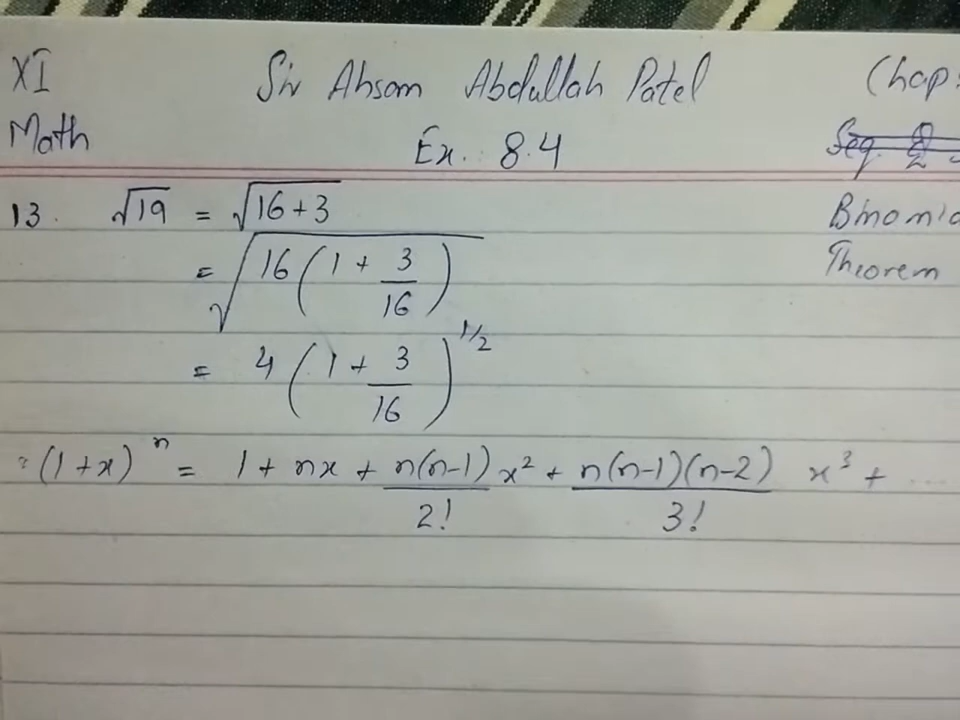 XI Sir Ahsam Abdullah Patel Chap:
Math Ex. 8.4 Seq.
13. √19 = √16+3 Binomi
= √16(1 + 3/16) Theorem
= 4(1 + 3/16)^1/2
∵ (1+x)^n = 1 + nx + n(n-1)/2! x² + n(n-1)(n-2)/3! x³ + ....